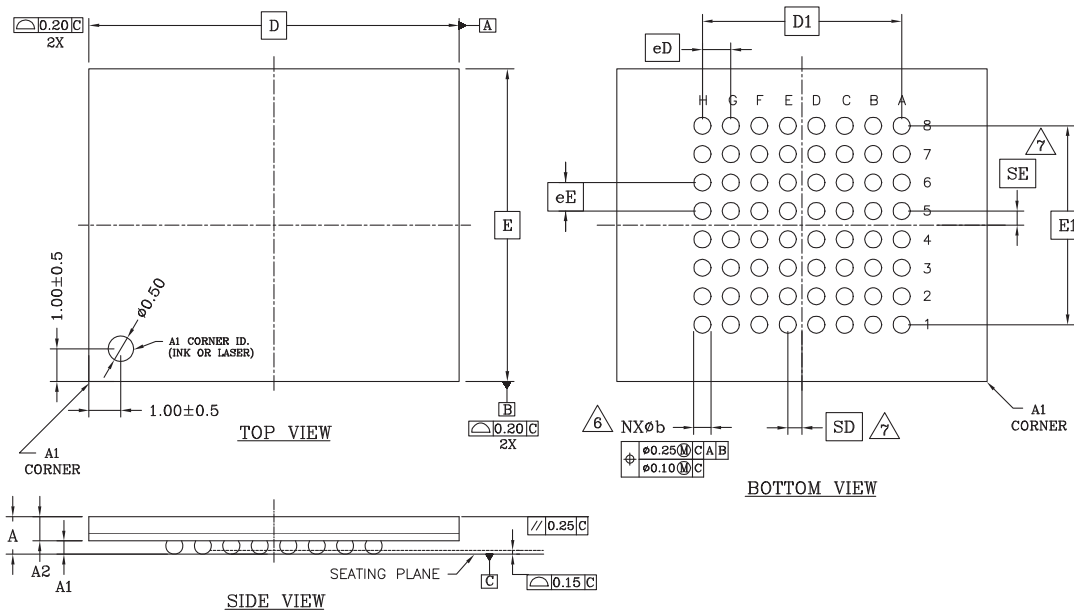 ⌓ 0.20 C
2X
D
A
1.00±0.5
ø0.50
A1 CORNER ID.
(INK OR LASER)
1.00±0.5
E
B
⌓ 0.20 C
2X
TOP VIEW
A1
CORNER
D1
eD
H G F E D C B A
8
7
6
5
4
3
2
1
eE
SE
7
E1
6
NXøb
⌖ ø0.25Ⓜ C A B
ø0.10Ⓜ C
SD
7
A1
CORNER
BOTTOM VIEW
A
A2
A1
// 0.25 C
SEATING PLANE
C
⌓ 0.15 C
SIDE VIEW